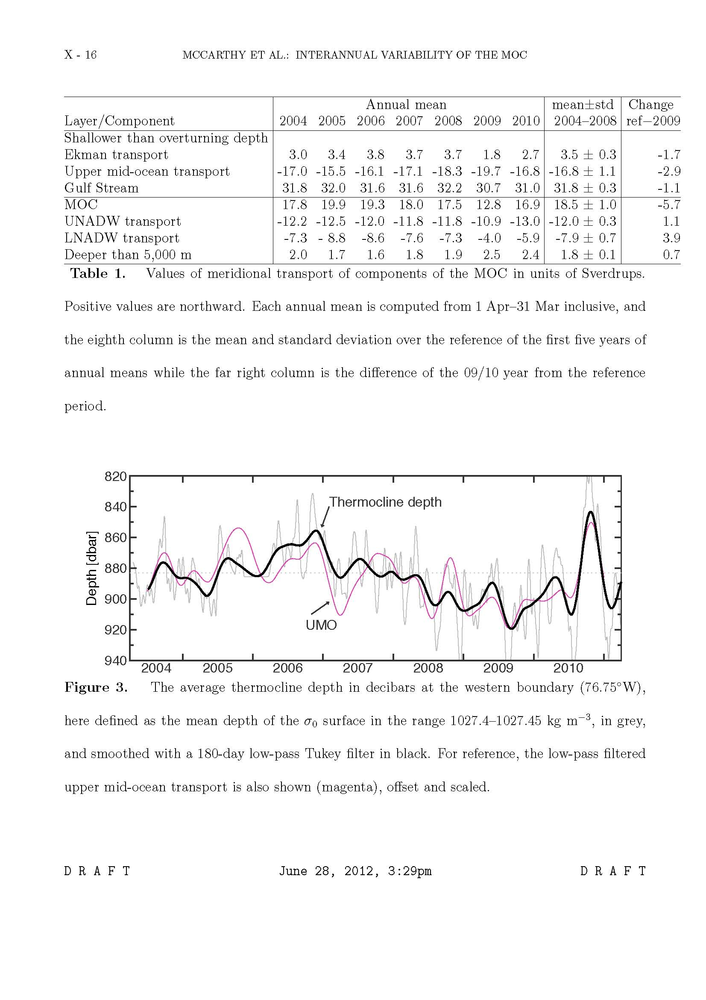 X - 16 MCCARTHY ET AL.: INTERANNUAL VARIABILITY OF THE MOC
Annual mean mean±std Change
Layer/Component 2004 2005 2006 2007 2008 2009 2010 2004–2008 ref−2009
Shallower than overturning depth
Ekman transport 3.0 3.4 3.8 3.7 3.7 1.8 2.7 3.5 ± 0.3 -1.7
Upper mid-ocean transport -17.0 -15.5 -16.1 -17.1 -18.3 -19.7 -16.8 -16.8 ± 1.1 -2.9
Gulf Stream 31.8 32.0 31.6 31.6 32.2 30.7 31.0 31.8 ± 0.3 -1.1
MOC 17.8 19.9 19.3 18.0 17.5 12.8 16.9 18.5 ± 1.0 -5.7
UNADW transport -12.2 -12.5 -12.0 -11.8 -11.8 -10.9 -13.0 -12.0 ± 0.3 1.1
LNADW transport -7.3 - 8.8 -8.6 -7.6 -7.3 -4.0 -5.9 -7.9 ± 0.7 3.9
Deeper than 5,000 m 2.0 1.7 1.6 1.8 1.9 2.5 2.4 1.8 ± 0.1 0.7
Table 1. Values of meridional transport of components of the MOC in units of Sverdrups.
Positive values are northward. Each annual mean is computed from 1 Apr–31 Mar inclusive, and
the eighth column is the mean and standard deviation over the reference of the first five years of
annual means while the far right column is the difference of the 09/10 year from the reference
period.
820
840
860
880
900
920
940
Depth [dbar]
Thermocline depth
UMO
2004 2005 2006 2007 2008 2009 2010
Figure 3. The average thermocline depth in decibars at the western boundary (76.75°W),
here defined as the mean depth of the σ₀ surface in the range 1027.4–1027.45 kg m⁻³, in grey,
and smoothed with a 180-day low-pass Tukey filter in black. For reference, the low-pass filtered
upper mid-ocean transport is also shown (magenta), offset and scaled.
D R A F T June 28, 2012, 3:29pm D R A F T